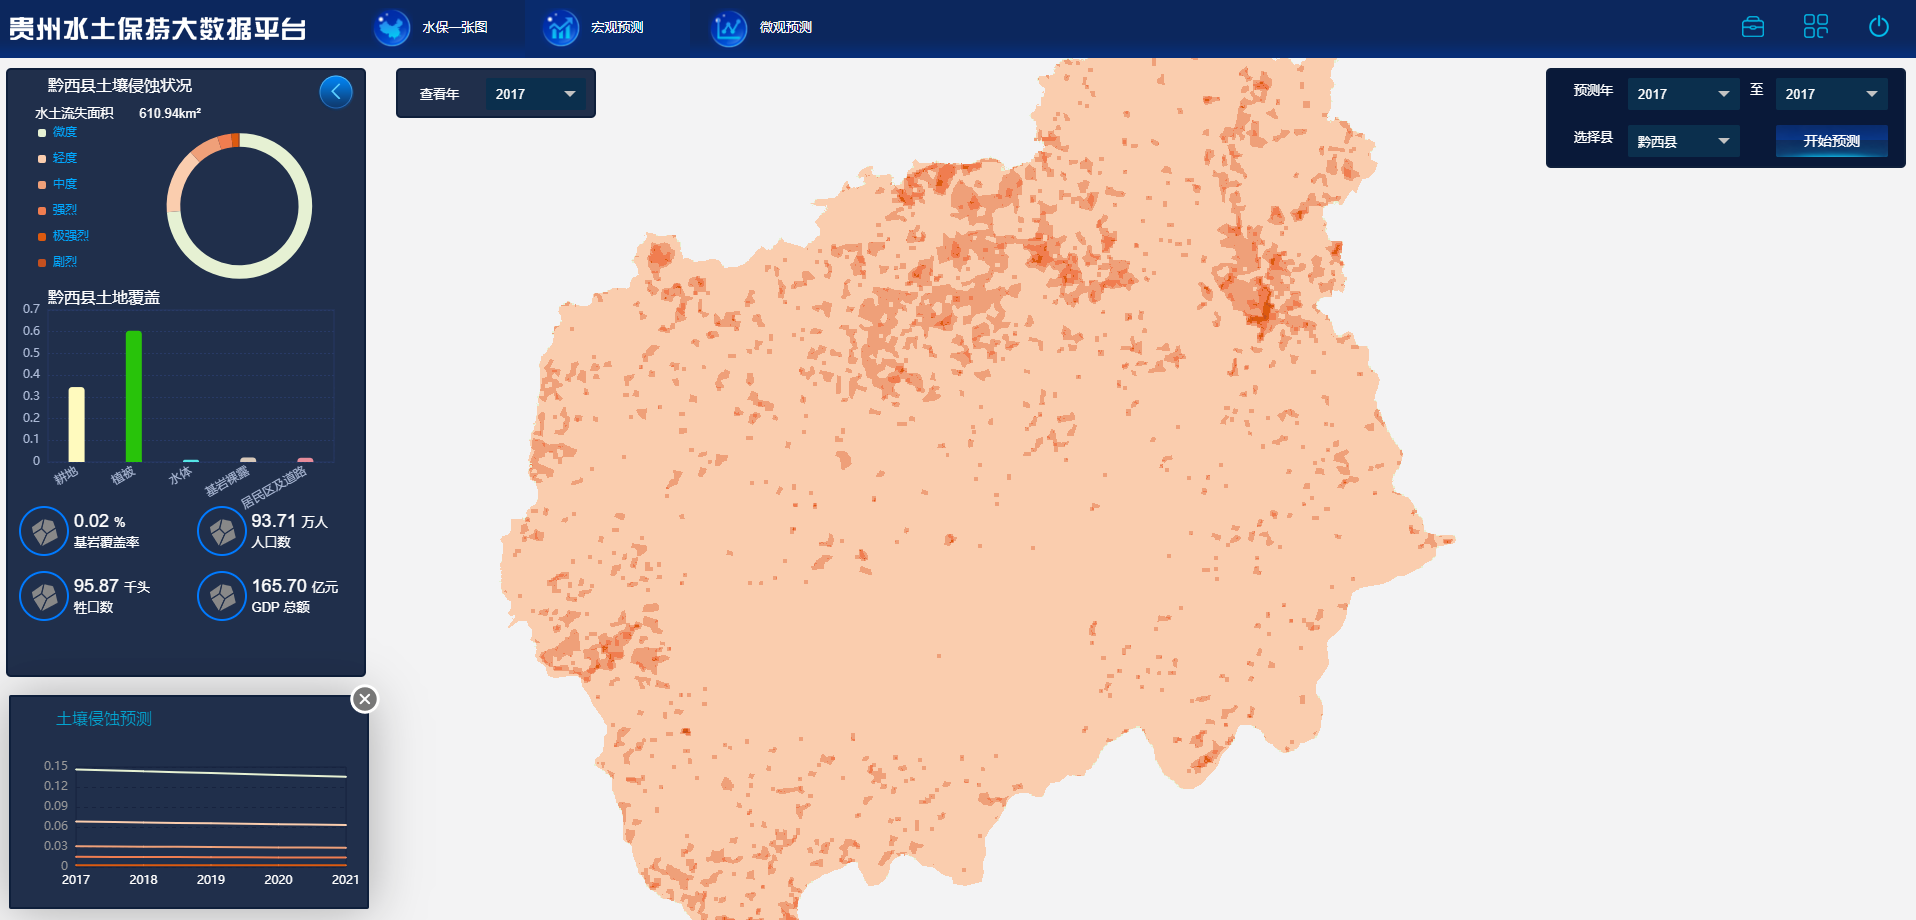 贵州水土保持大数据平台
水保一张图
宏观预测
微观预测
黔西县土壤侵蚀状况
水土流失面积 610.94km²
微度
轻度
中度
强烈
极强烈
剧烈
黔西县土地覆盖
0.7
0.6
0.5
0.4
0.3
0.2
0.1
0
耕地
植被
水体
基岩裸露
居民区及道路
0.02 %
基岩覆盖率
93.71 万人
人口数
95.87 千头
牲口数
165.70 亿元
GDP 总额
土壤侵蚀预测
0.15
0.12
0.09
0.06
0.03
0
2017 2018 2019 2020 2021
查看年 2017
预测年 2017 至 2017
选择县 黔西县 开始预测